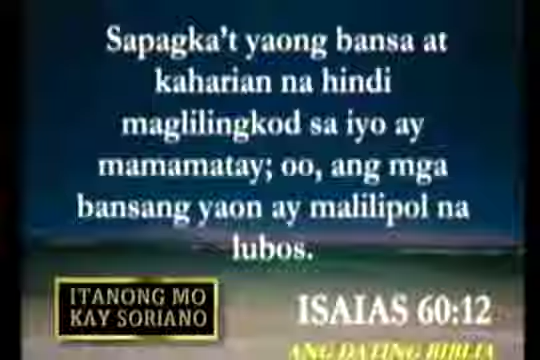 Sapagka't yaong bansa at
kaharian na hindi
maglilingkod sa iyo ay
mamamatay; oo, ang mga
bansang yaon ay malilipol na
lubos.
ITANONG MO
KAY SORIANO
ISAIAS 60:12
ANG DATING BIBLIA